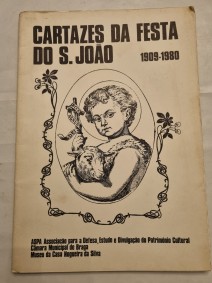 CARTAZES DA FESTA
DO S. JOÃO 1909-1980
ASPA Associação para a Defesa, Estudo e Divulgação do Património Cultural
Câmara Municipal de Braga
Museu da Casa Nogueira da Silva